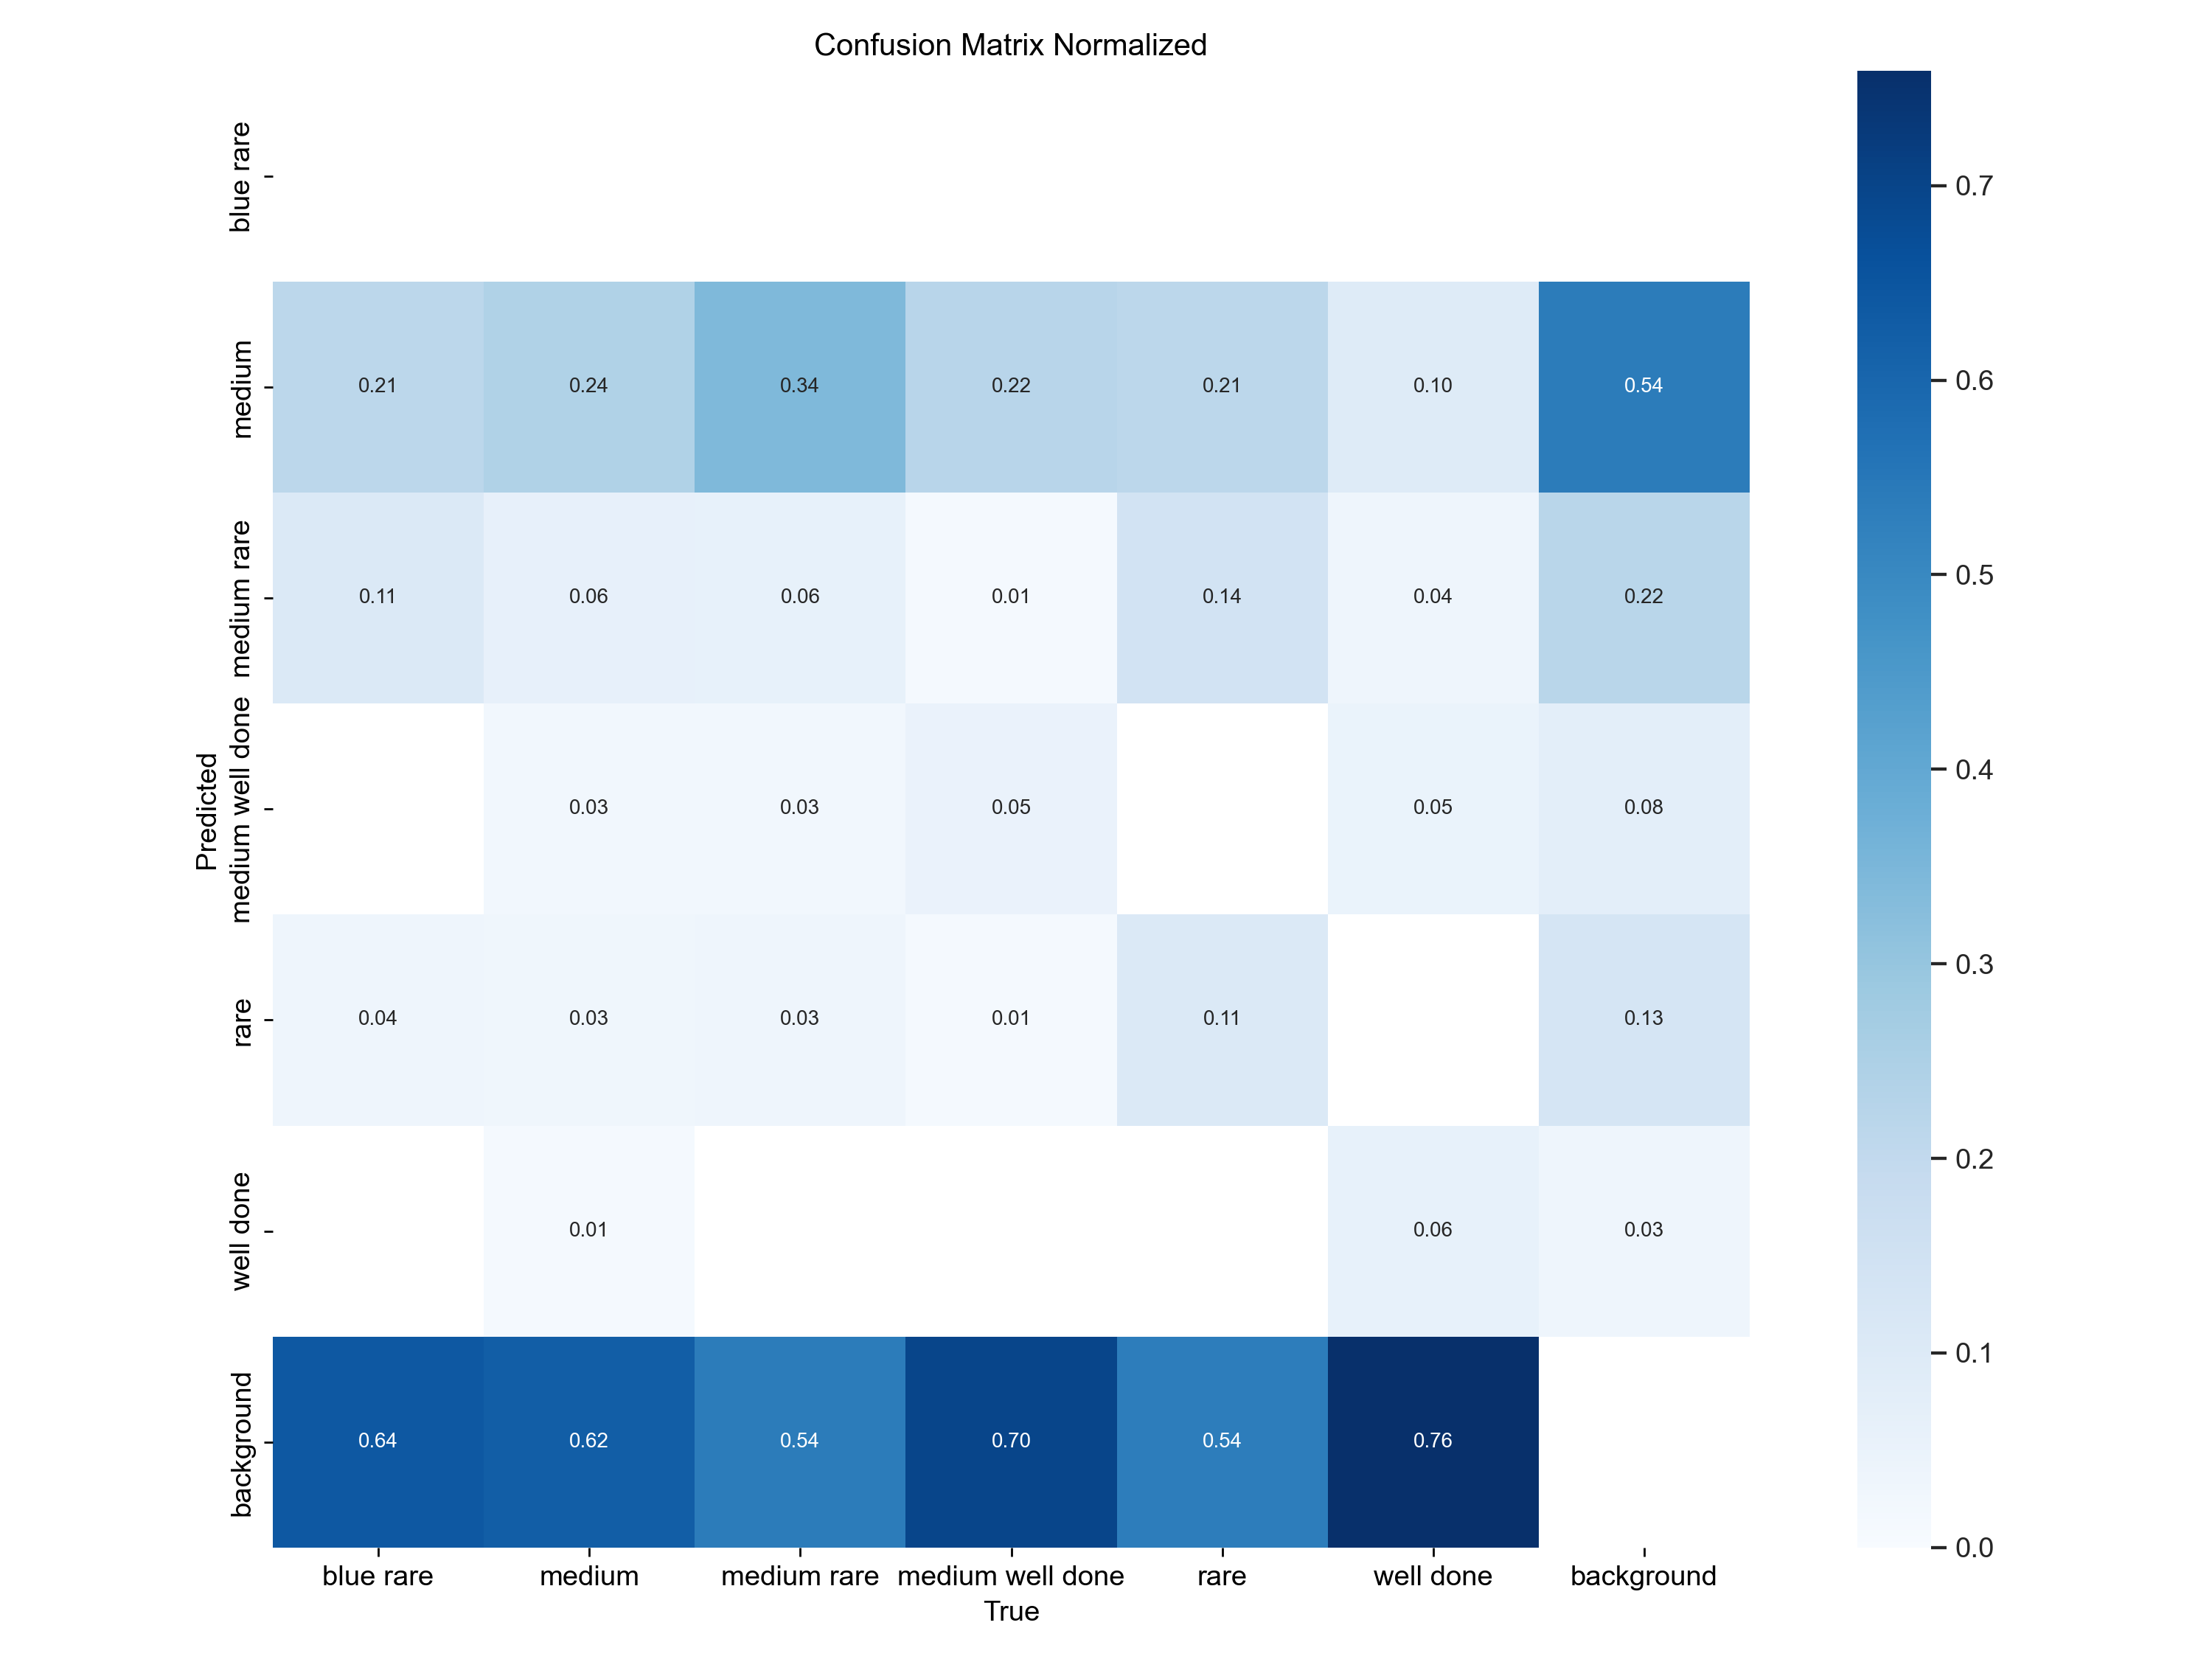 Confusion Matrix Normalized
blue rare
0.7
medium
0.21 0.24 0.34 0.22 0.21 0.10 0.54
0.6
0.5
medium rare
0.11 0.06 0.06 0.01 0.14 0.04 0.22
0.4
Predicted
medium well done
0.03 0.03 0.05 0.05 0.08
0.3
rare
0.04 0.03 0.03 0.01 0.11 0.13
0.2
well done
0.01 0.06 0.03
0.1
background
0.64 0.62 0.54 0.70 0.54 0.76
0.0
blue rare medium medium rare medium well done rare well done background
True